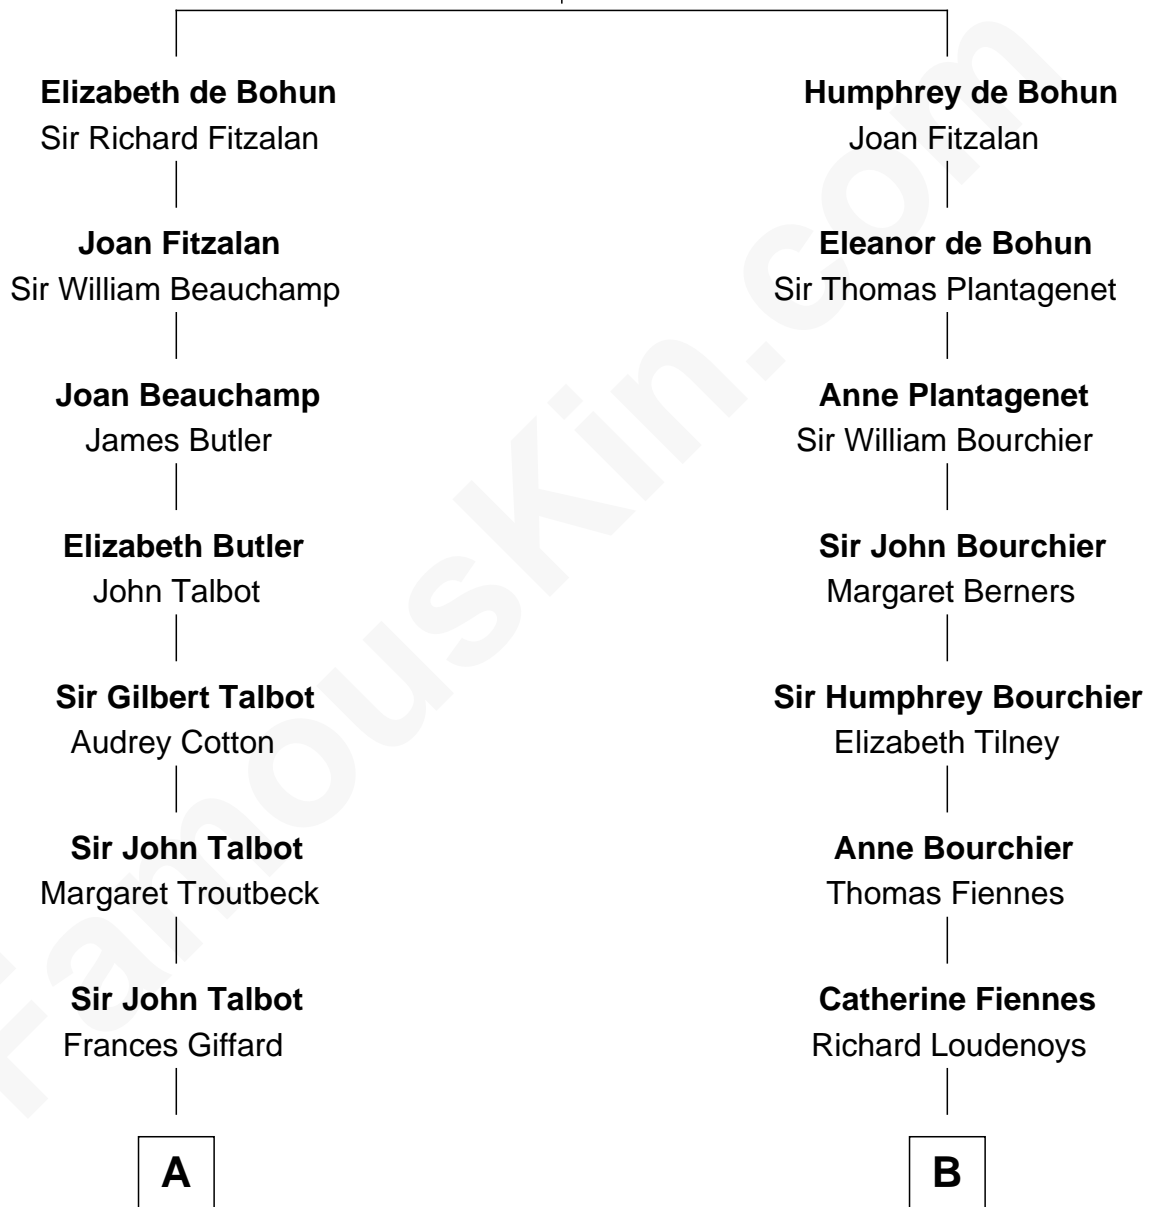 Elizabeth de Bohun
Sir Richard Fitzalan
Joan Fitzalan
Sir William Beauchamp
Joan Beauchamp
James Butler
Elizabeth Butler
John Talbot
Sir Gilbert Talbot
Audrey Cotton
Sir John Talbot
Margaret Troutbeck
Sir John Talbot
Frances Giffard
A
Humphrey de Bohun
Joan Fitzalan
Eleanor de Bohun
Sir Thomas Plantagenet
Anne Plantagenet
Sir William Bourchier
Sir John Bourchier
Margaret Berners
Sir Humphrey Bourchier
Elizabeth Tilney
Anne Bourchier
Thomas Fiennes
Catherine Fiennes
Richard Loudenoys
B
FamousKin.com